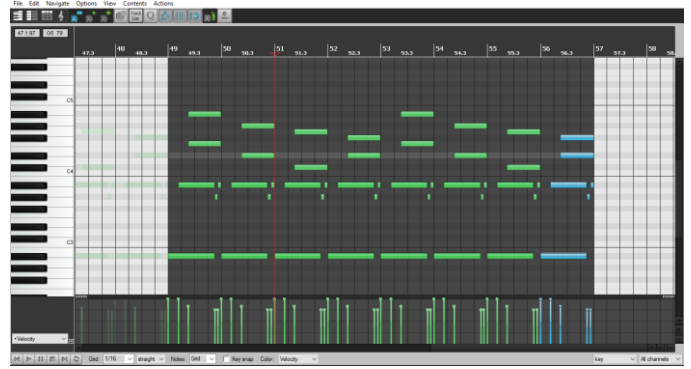 File Edit Navigate Options View Contents Actions
Track List Q
47.1.97 G5 79
47.3 48 48.3 49 49.3 50 50.3 51 51.3 52 52.3 53 53.3 54 54.3 55 55.3 56 56.3 57 57.3 58
C5
C4
C3
Velocity
Grid: 1/16 straight Notes: Grid Key snap Color: Velocity key All channels